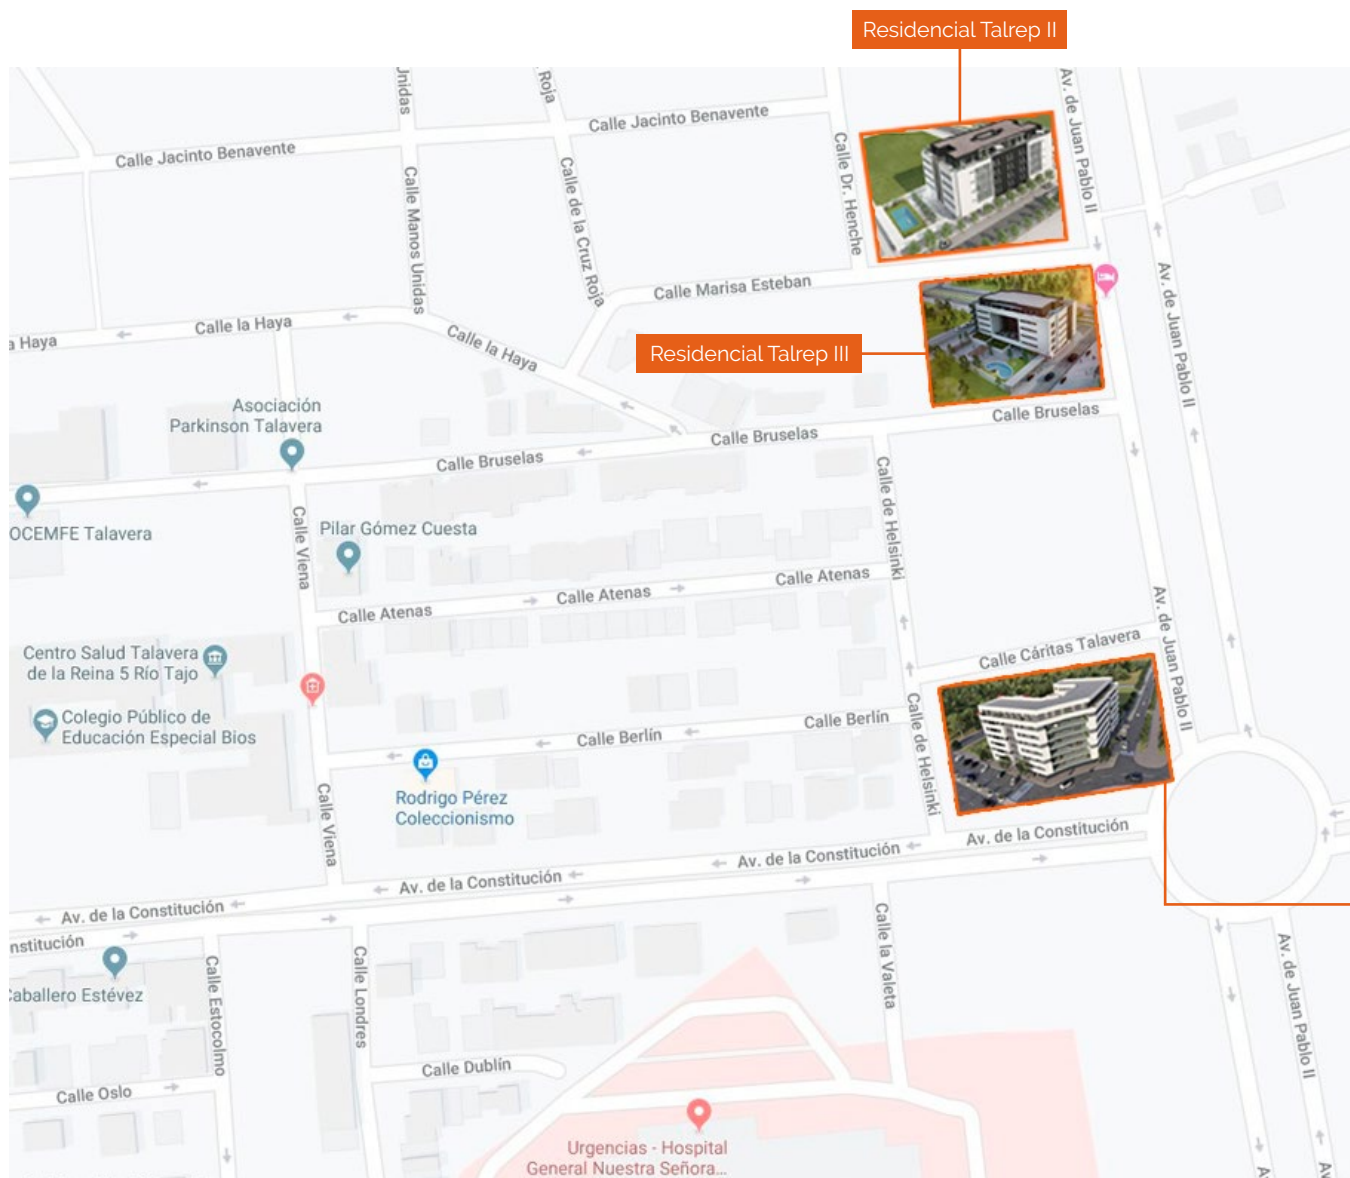 Residencial Talrep II
Unidas
Roja
Av. de Juan Pablo II
Calle Jacinto Benavente
Calle Jacinto Benavente
Calle Dr. Henche
Calle Manos Unidas
Calle de la Cruz Roja
Av. de Juan Pablo II
Calle Marisa Esteban
Calle la Haya
a Haya
Calle la Haya
Residencial Talrep III
Asociación
Parkinson Talavera
Calle Bruselas
Calle Bruselas
Calle Bruselas
OCEMFE Talavera
Calle Viena
Pilar Gómez Cuesta
Calle de Helsinki
Calle Atenas
Calle Atenas
Calle Atenas
Av. de Juan Pablo II
Centro Salud Talavera
de la Reina 5 Río Tajo
Calle Cáritas Talavera
Colegio Público de
Educación Especial Bios
Calle Berlín
Calle Berlín
Calle de Helsinki
Rodrigo Pérez
Coleccionismo
Calle Viena
Av. de la Constitución
Av. de la Constitución
Av. de la Constitución
Av. de la Constitución
nstitución
Caballero Estévez
Calle Estocolmo
Calle Londres
Calle la Valeta
Av. de Juan Pablo II
Calle Dublín
Calle Oslo
Urgencias - Hospital
General Nuestra Señora...